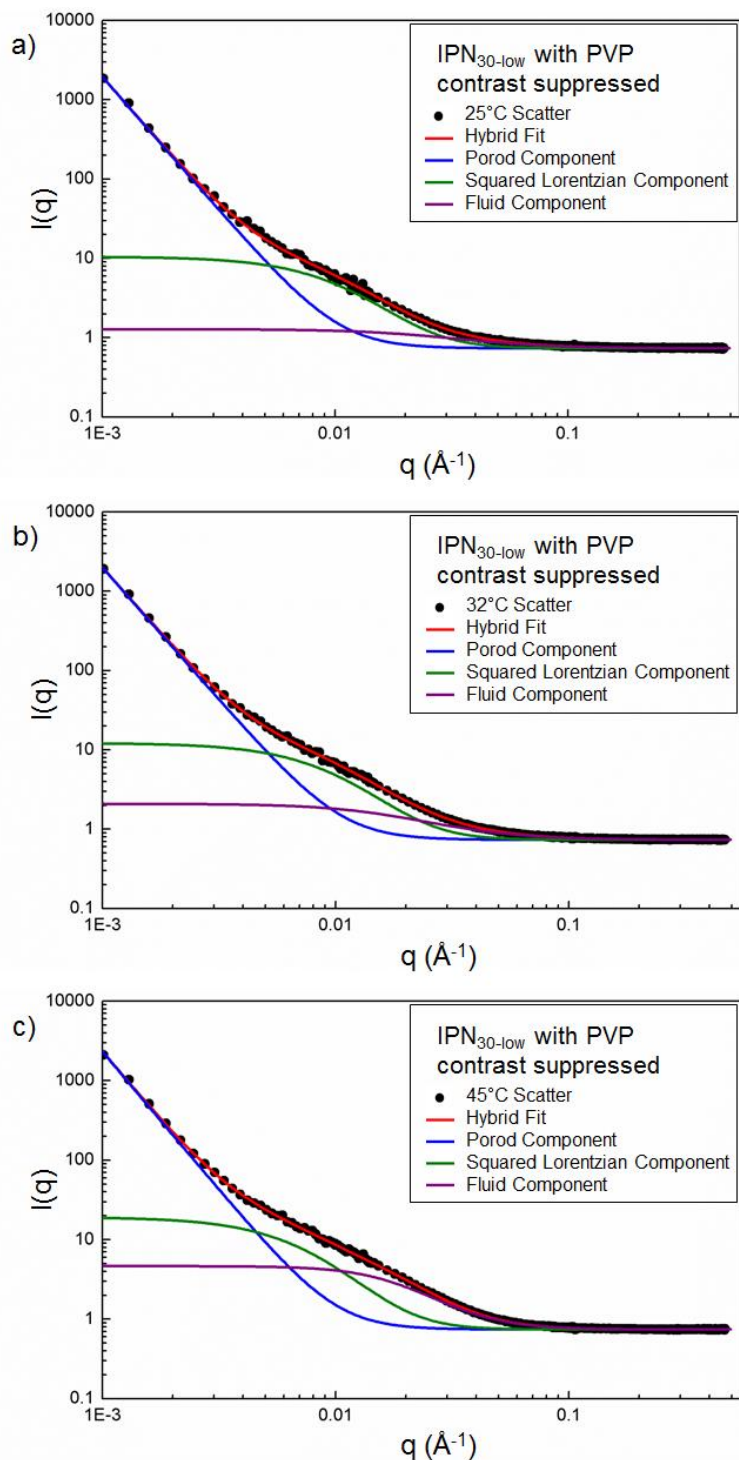 a)
IPN30-low with PVP
contrast suppressed
25°C Scatter
Hybrid Fit
Porod Component
Squared Lorentzian Component
Fluid Component
10000
1000
100
10
1
0.1
I(q)
1E-3 0.01 0.1
q (Å-1)
b)
IPN30-low with PVP
contrast suppressed
32°C Scatter
Hybrid Fit
Porod Component
Squared Lorentzian Component
Fluid Component
10000
1000
100
10
1
0.1
I(q)
1E-3 0.01 0.1
q (Å-1)
c)
IPN30-low with PVP
contrast suppressed
45°C Scatter
Hybrid Fit
Porod Component
Squared Lorentzian Component
Fluid Component
10000
1000
100
10
1
0.1
I(q)
1E-3 0.01 0.1
q (Å-1)